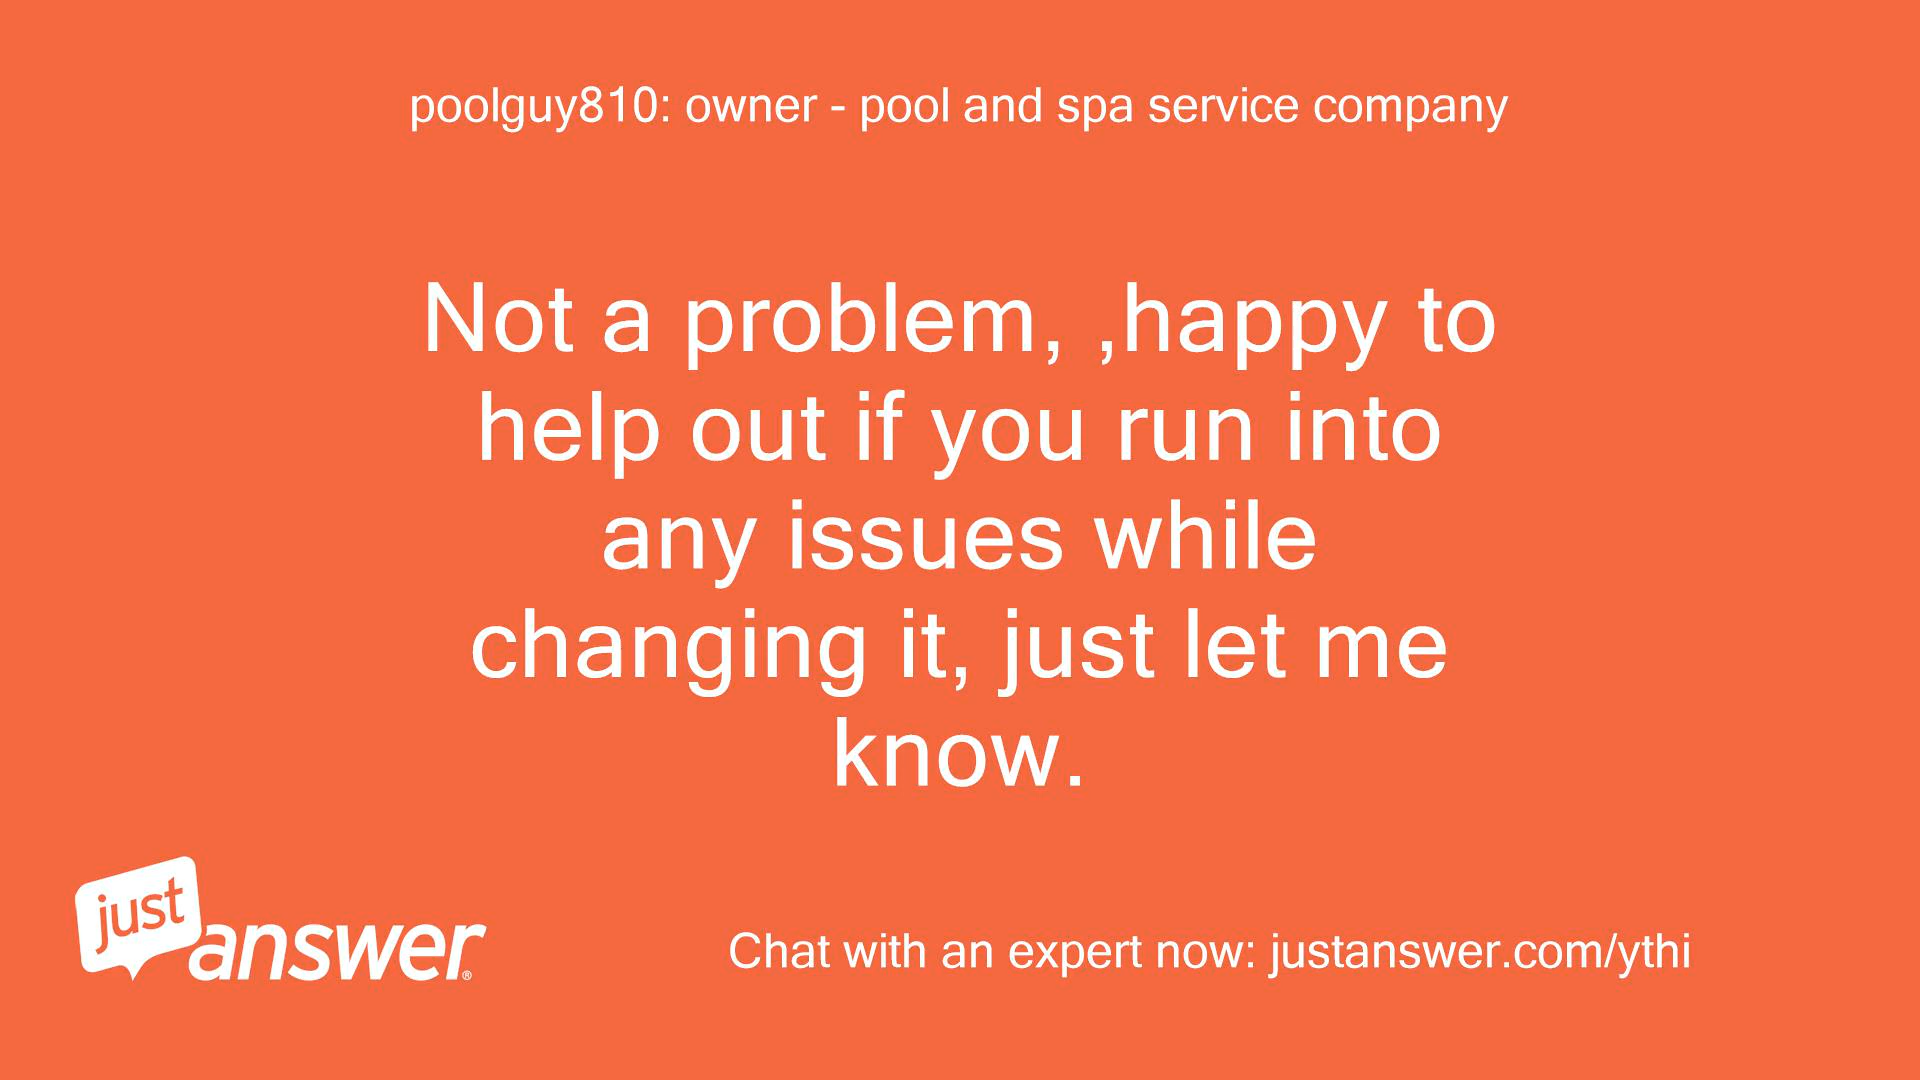 poolguy810: owner - pool and spa service company
Not a problem, ,happy to
help out if you run into
any issues while
changing it, just let me
know.
just
answer®
Chat with an expert now: justanswer.com/ythi